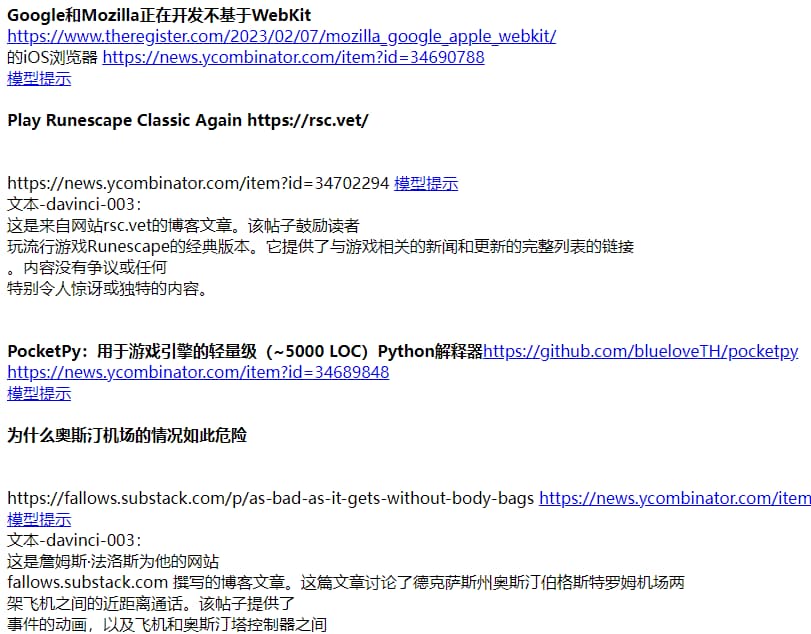 Google和Mozilla正在开发不基于WebKit
https://www.theregister.com/2023/02/07/mozilla_google_apple_webkit/
的iOS浏览器 https://news.ycombinator.com/item?id=34690788
模型提示
Play Runescape Classic Again https://rsc.vet/
https://news.ycombinator.com/item?id=34702294 模型提示
文本-davinci-003：
这是来自网站rsc.vet的博客文章。该帖子鼓励读者
玩流行游戏Runescape的经典版本。它提供了与游戏相关的新闻和更新的完整列表的链接
。内容没有争议或任何
特别令人惊讶或独特的内容。
PocketPy：用于游戏引擎的轻量级（~5000 LOC）Python解释器https://github.com/blueloveTH/pocketpy
https://news.ycombinator.com/item?id=34689848
模型提示
为什么奥斯汀机场的情况如此危险
https://fallows.substack.com/p/as-bad-as-it-gets-without-body-bags https://news.ycombinator.com/item
模型提示
文本-davinci-003：
这是詹姆斯·法洛斯为他的网站
fallows.substack.com 撰写的博客文章。这篇文章讨论了德克萨斯州奥斯汀伯格斯特罗姆机场两
架飞机之间的近距离通话。该帖子提供了
事件的动画，以及飞机和奥斯汀塔控制器之间